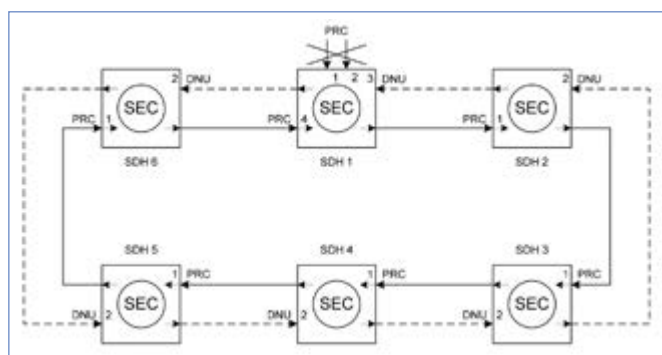 PRC
2 DNU 1 2 3 DNU 2 DNU
SEC SEC SEC
PRC 1 PRC 4 PRC 1
SDH 6 SDH 1 SDH 2
SDH 5 SDH 4 SDH 3
1 PRC 1 PRC 1 PRC
SEC SEC SEC
DNU 2 DNU 2 DNU 2